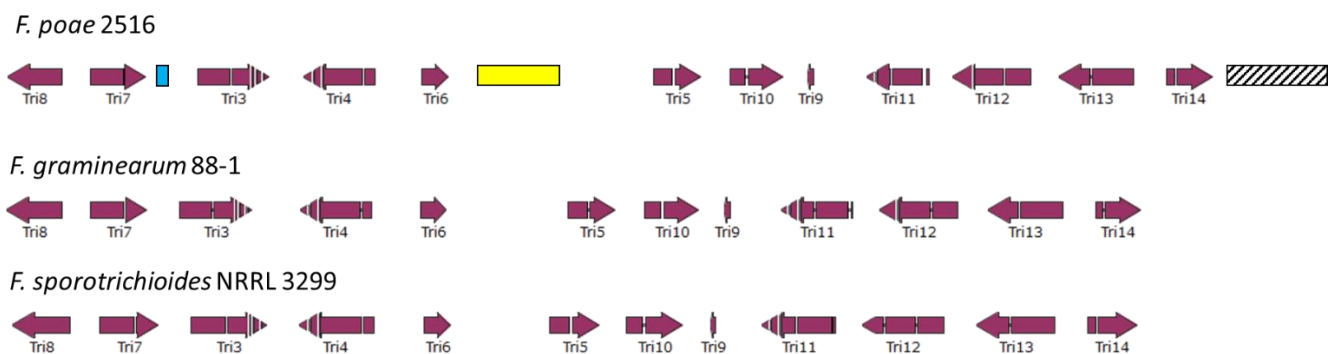 F. poae 2516
Tri8 Tri7 Tri3 Tri4 Tri6 Tri5 Tri10 Tri9 Tri11 Tri12 Tri13 Tri14
F. graminearum 88-1
Tri8 Tri7 Tri3 Tri4 Tri6 Tri5 Tri10 Tri9 Tri11 Tri12 Tri13 Tri14
F. sporotrichioides NRRL 3299
Tri8 Tri7 Tri3 Tri4 Tri6 Tri5 Tri10 Tri9 Tri11 Tri12 Tri13 Tri14